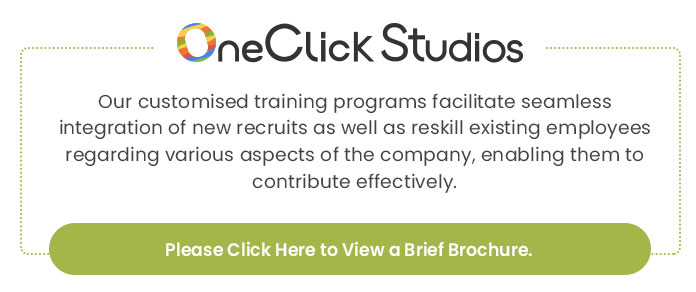 OneClick Studios
Our customised training programs facilitate seamless
integration of new recruits as well as reskill existing employees
regarding various aspects of the company, enabling them to
contribute effectively.
Please Click Here to View a Brief Brochure.